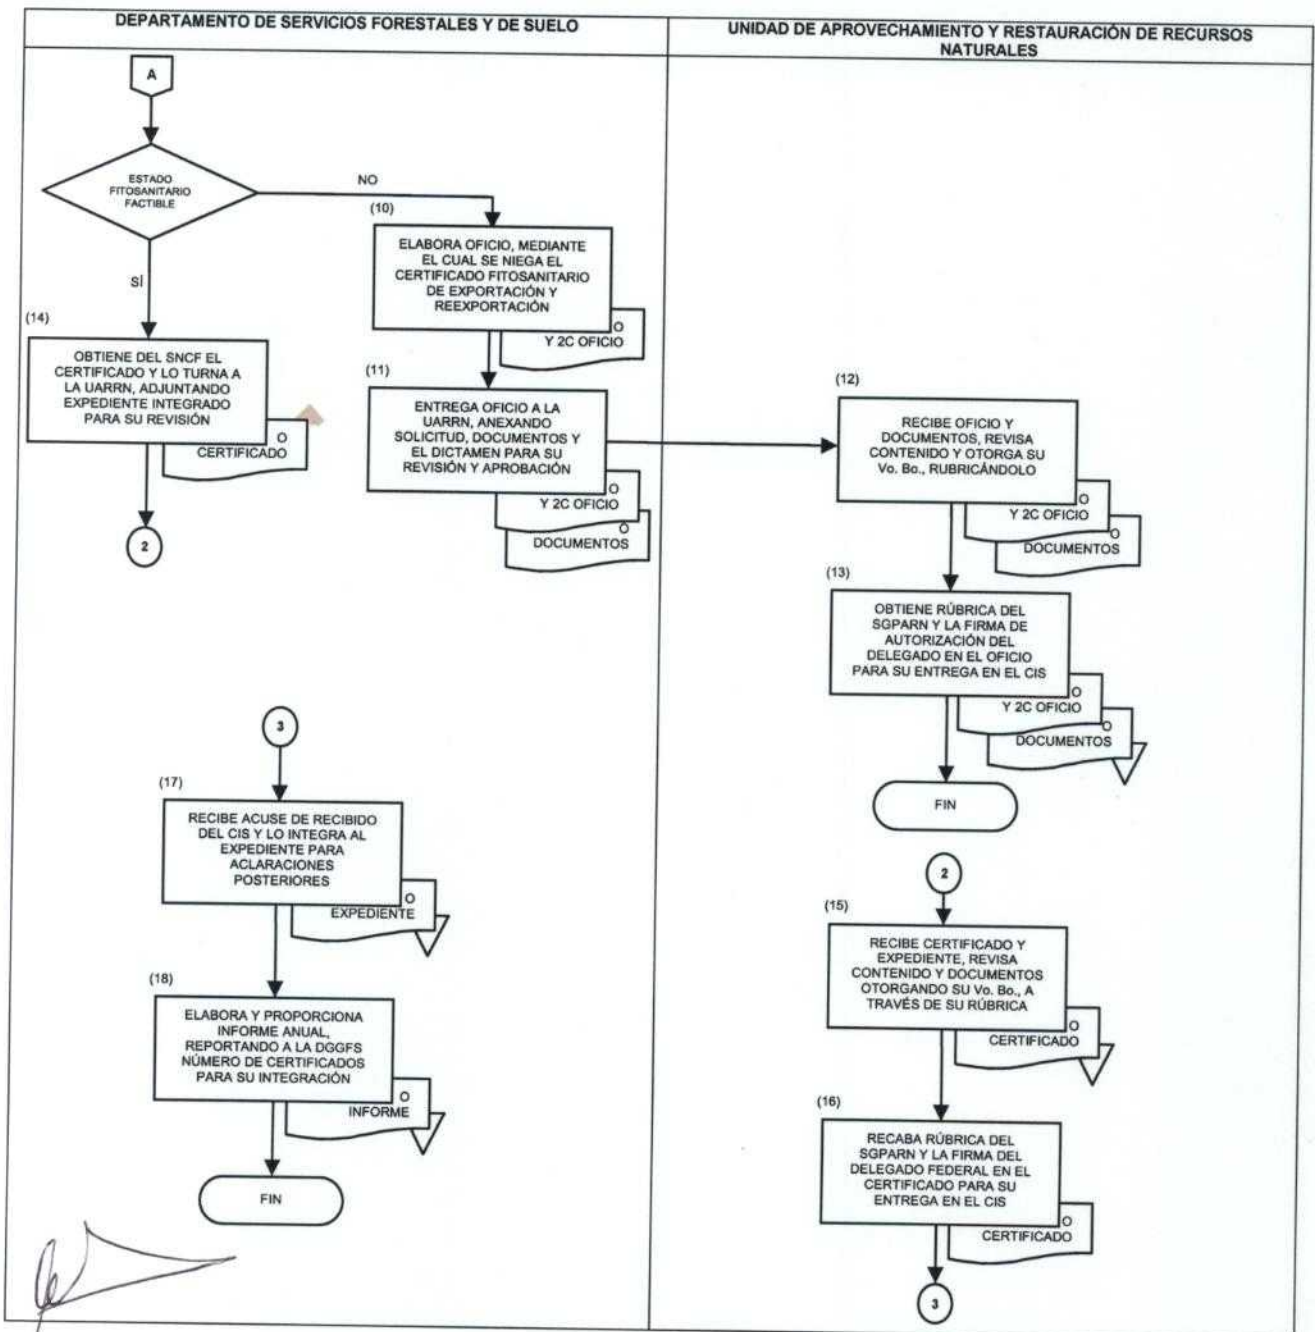 DEPARTAMENTO DE SERVICIOS FORESTALES Y DE SUELO
UNIDAD DE APROVECHAMIENTO Y RESTAURACIÓN DE RECURSOS
NATURALES
A
ESTADO
FITOSANITARIO
FACTIBLE
NO
SÍ
(10)
ELABORA OFICIO, MEDIANTE
EL CUAL SE NIEGA EL
CERTIFICADO FITOSANITARIO
DE EXPORTACIÓN Y
REEXPORTACIÓN
O
Y 2C OFICIO
(14)
OBTIENE DEL SNCF EL
CERTIFICADO Y LO TURNA A
LA UARRN, ADJUNTANDO
EXPEDIENTE INTEGRADO
PARA SU REVISIÓN
O
CERTIFICADO
2
(11)
ENTREGA OFICIO A LA
UARRN, ANEXANDO
SOLICITUD, DOCUMENTOS Y
EL DICTAMEN PARA SU
REVISIÓN Y APROBACIÓN
O
Y 2C OFICIO
O
DOCUMENTOS
(12)
RECIBE OFICIO Y
DOCUMENTOS, REVISA
CONTENIDO Y OTORGA SU
Vo. Bo., RUBRICÁNDOLO
O
Y 2C OFICIO
O
DOCUMENTOS
(13)
OBTIENE RÚBRICA DEL
SGPARN Y LA FIRMA DE
AUTORIZACIÓN DEL
DELEGADO EN EL OFICIO
PARA SU ENTREGA EN EL CIS
O
Y 2C OFICIO
O
DOCUMENTOS
FIN
3
(17)
RECIBE ACUSE DE RECIBIDO
DEL CIS Y LO INTEGRA AL
EXPEDIENTE PARA
ACLARACIONES
POSTERIORES
O
EXPEDIENTE
(18)
ELABORA Y PROPORCIONA
INFORME ANUAL,
REPORTANDO A LA DGGFS
NÚMERO DE CERTIFICADOS
PARA SU INTEGRACIÓN
O
INFORME
FIN
2
(15)
RECIBE CERTIFICADO Y
EXPEDIENTE, REVISA
CONTENIDO Y DOCUMENTOS
OTORGANDO SU Vo. Bo., A
TRAVÉS DE SU RÚBRICA
O
CERTIFICADO
(16)
RECABA RÚBRICA DEL
SGPARN Y LA FIRMA DEL
DELEGADO FEDERAL EN EL
CERTIFICADO PARA SU
ENTREGA EN EL CIS
O
CERTIFICADO
3